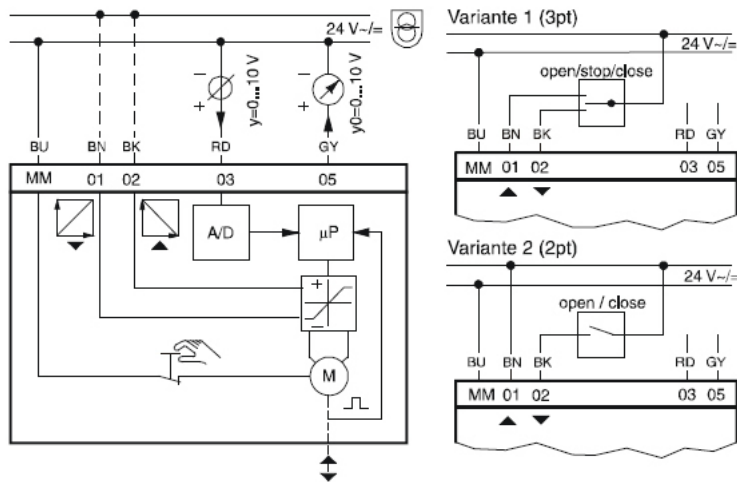 24 V~/=
– +
y=0...10 V
– +
y0=0...10 V
BU BN BK RD GY
MM 01 02 03 05
A/D µP
+
–
M
Variante 1 (3pt)
24 V~/=
open/stop/close
BU BN BK RD GY
MM 01 02 03 05
Variante 2 (2pt)
24 V~/=
open / close
BU BN BK RD GY
MM 01 02 03 05